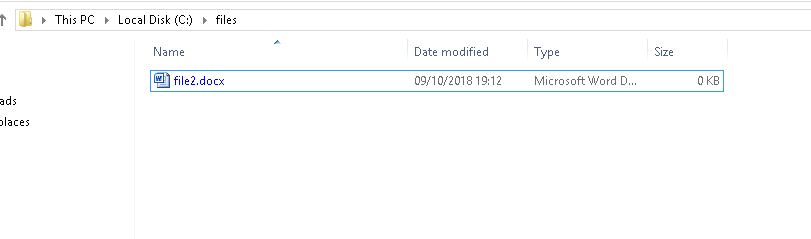 This PC Local Disk (C:) files
Name Date modified Type Size
file2.docx 09/10/2018 19:12 Microsoft Word D... 0 KB
ads
places